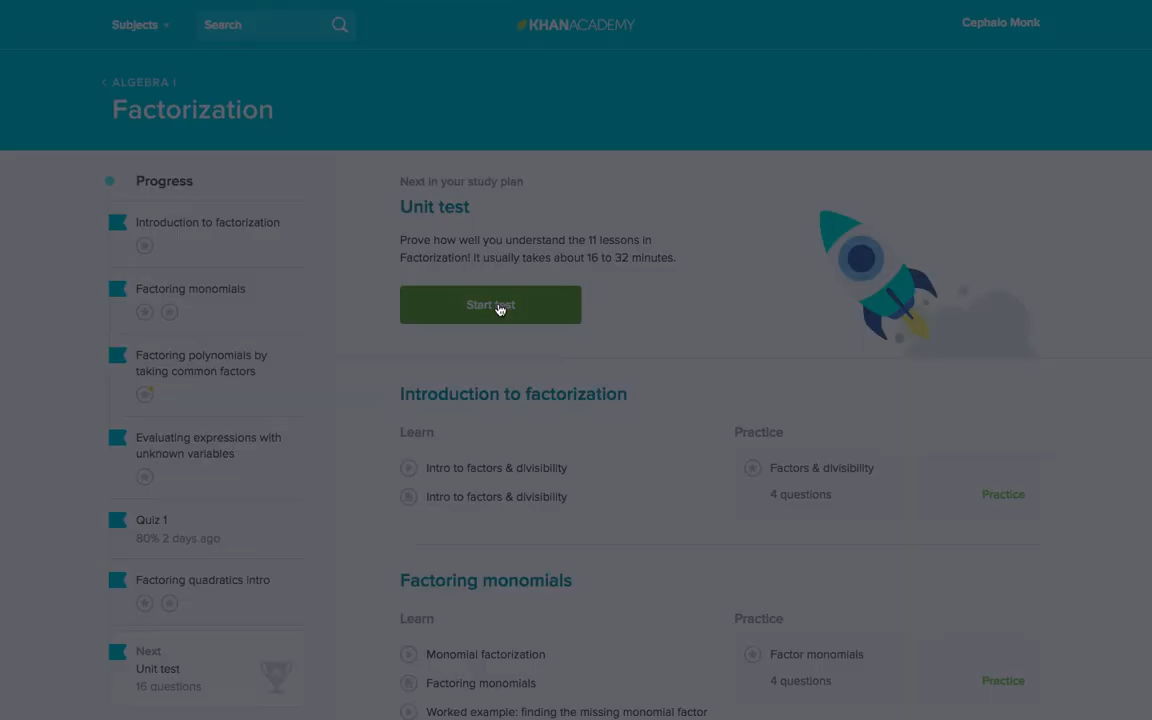 Subjects
Search
KHANACADEMY
Cephalo Monk
ALGEBRA I
Factorization
Progress
Introduction to factorization
Factoring monomials
Factoring polynomials by
taking common factors
Evaluating expressions with
unknown variables
Quiz 1
80% 2 days ago
Factoring quadratics intro
Next
Unit test
16 questions
Next in your study plan
Unit test
Prove how well you understand the 11 lessons in
Factorization! It usually takes about 16 to 32 minutes.
Start test
Introduction to factorization
Learn
Practice
Intro to factors & divisibility
Factors & divisibility
Intro to factors & divisibility
4 questions
Practice
Factoring monomials
Learn
Practice
Monomial factorization
Factor monomials
Factoring monomials
4 questions
Practice
Worked example: finding the missing monomial factor